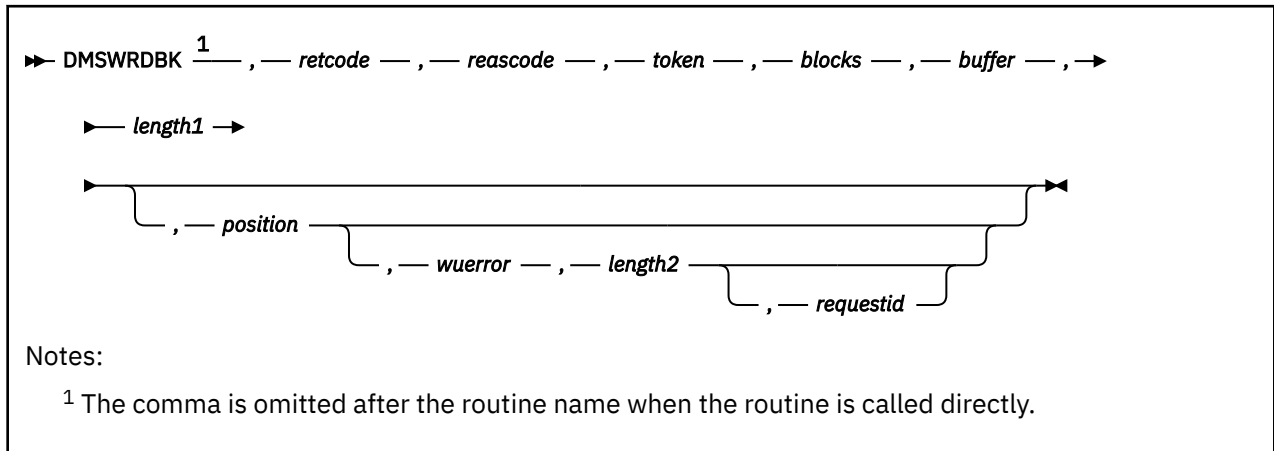 DMSWRDBK 1 , retcode , reascode , token , blocks , buffer ,
length1
, position
, wuerror , length2
, requestid
Notes:
1 The comma is omitted after the routine name when the routine is called directly.